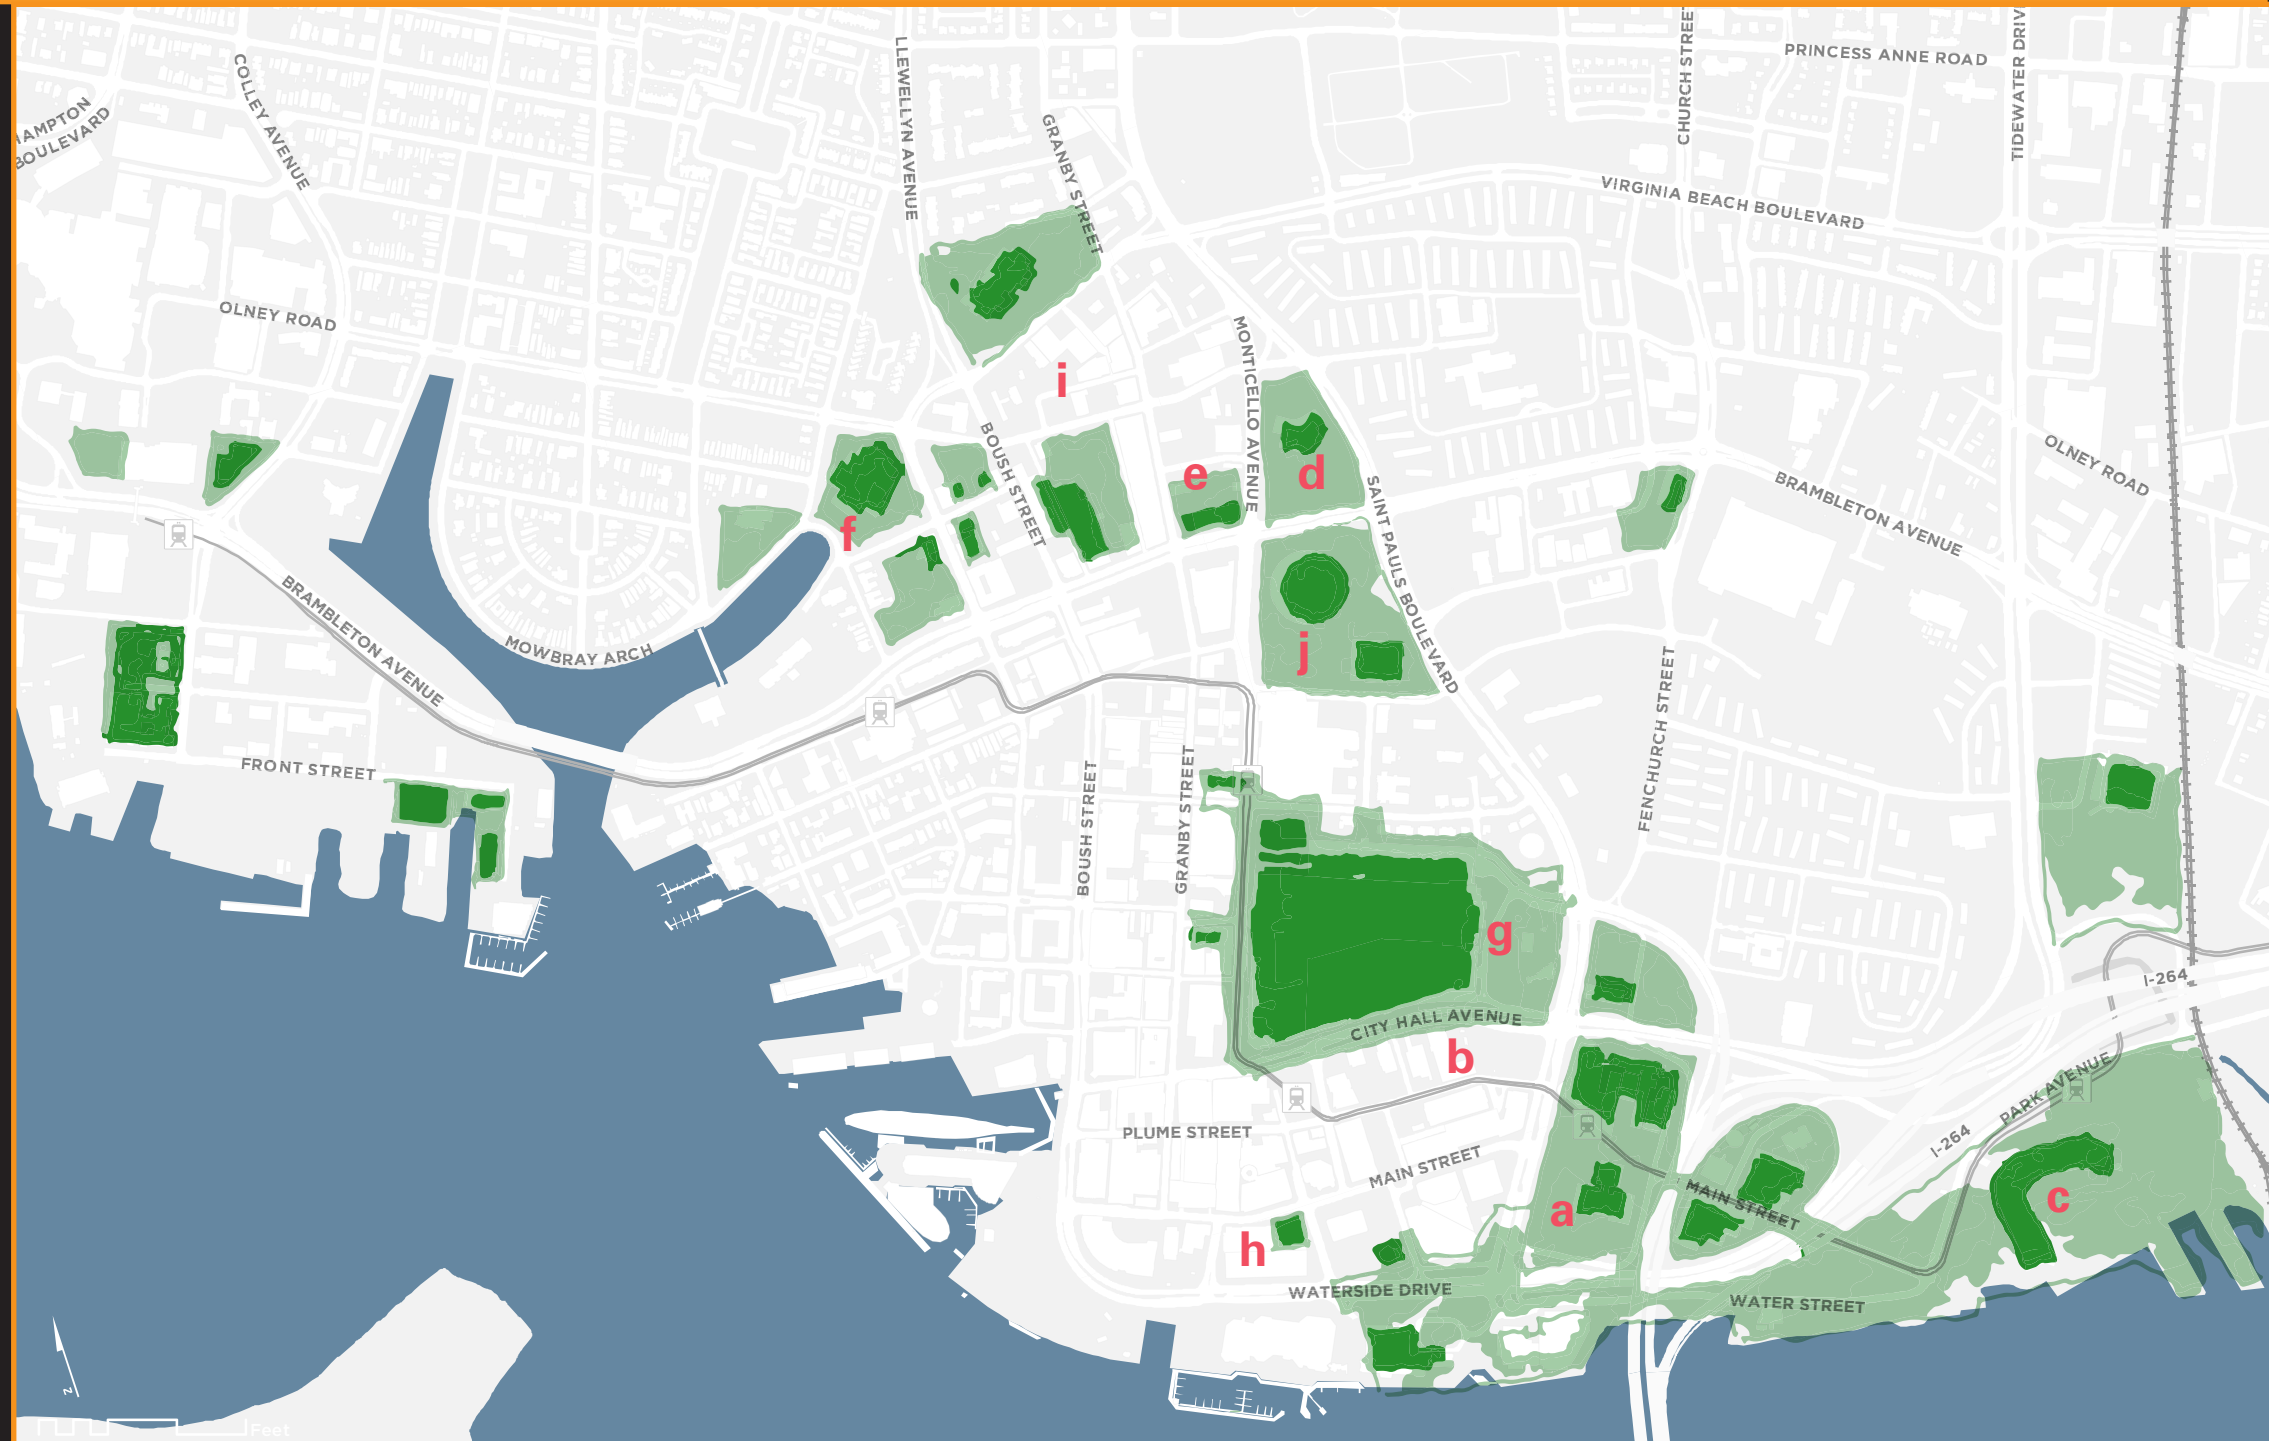 PRINCESS ANNE ROAD
CHURCH STREET
TIDEWATER DRIV
LLEWELLYN AVENUE
COLLEY AVENUE
HAMPTON
BOULEVARD
GRANBY STREET
VIRGINIA BEACH BOULEVARD
OLNEY ROAD
MONTICELLO AVENUE
i
BOUSH STREET
e
d
f
SAINT PAULS BOULEVARD
OLNEY ROAD
BRAMBLETON AVENUE
BRAMBLETON AVENUE
MOWBRAY ARCH
j
FENCHURCH STREET
FRONT STREET
BOUSH STREET
GRANBY STREET
g
I-264
CITY HALL AVENUE
b
PARK AVENUE
I-264
PLUME STREET
MAIN STREET
MAIN STREET
a
c
h
WATERSIDE DRIVE
WATER STREET
z
Feet